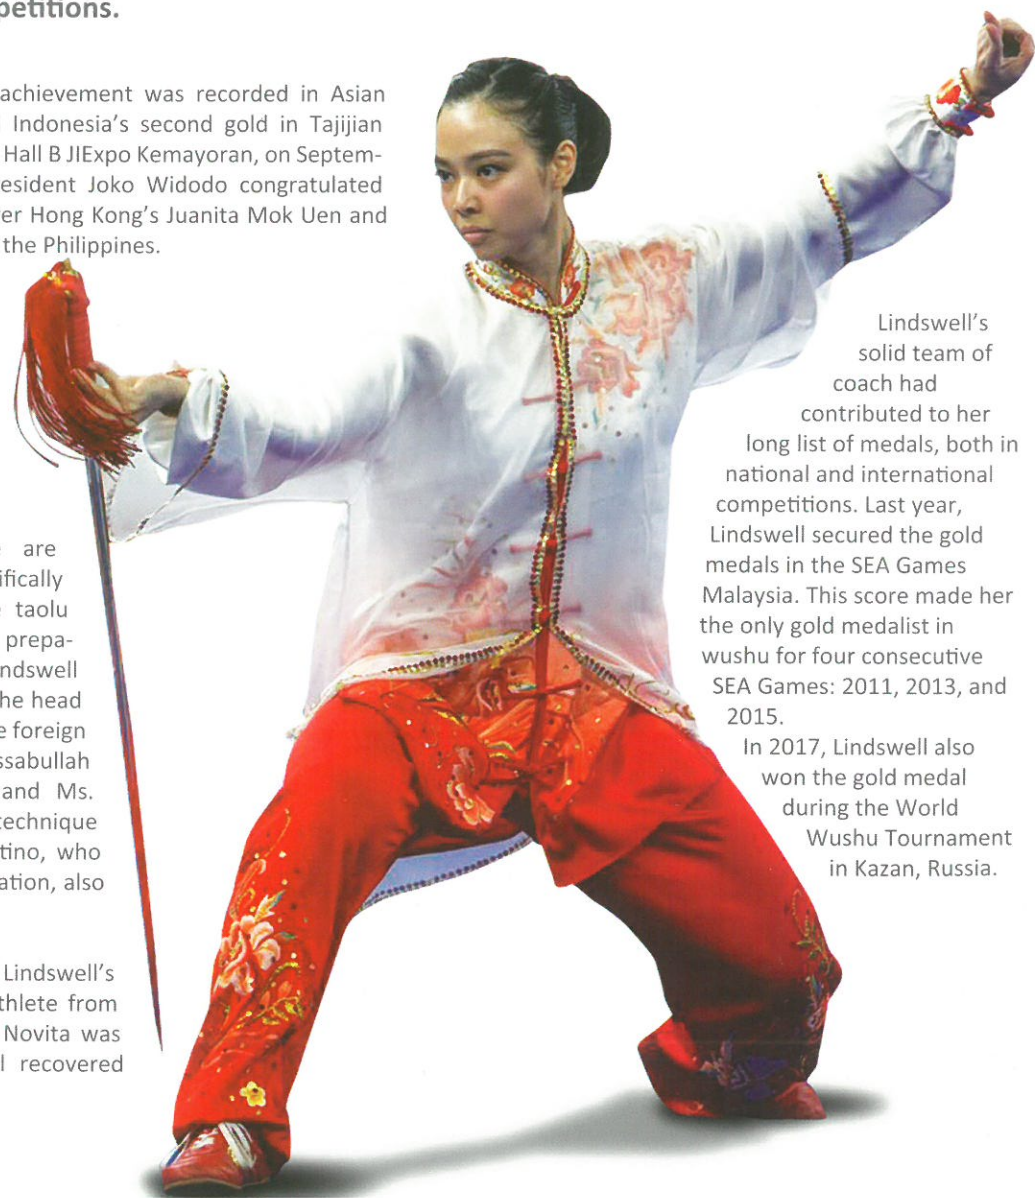 petitions.
achievement was recorded in Asian
Indonesia's second gold in Tajijian
Hall B JIExpo Kemayoran, on Septem-
esident Joko Widodo congratulated
er Hong Kong's Juanita Mok Uen and
the Philippines.
are
ifically
taolu
prepa-
ndswell
he head
e foreign
ssabullah
and Ms.
technique
tino, who
ation, also
Lindswell's
thlete from
Novita was
l recovered
Lindswell's
solid team of
coach had
contributed to her
long list of medals, both in
national and international
competitions. Last year,
Lindswell secured the gold
medals in the SEA Games
Malaysia. This score made her
the only gold medalist in
wushu for four consecutive
SEA Games: 2011, 2013, and
2015.
In 2017, Lindswell also
won the gold medal
during the World
Wushu Tournament
in Kazan, Russia.